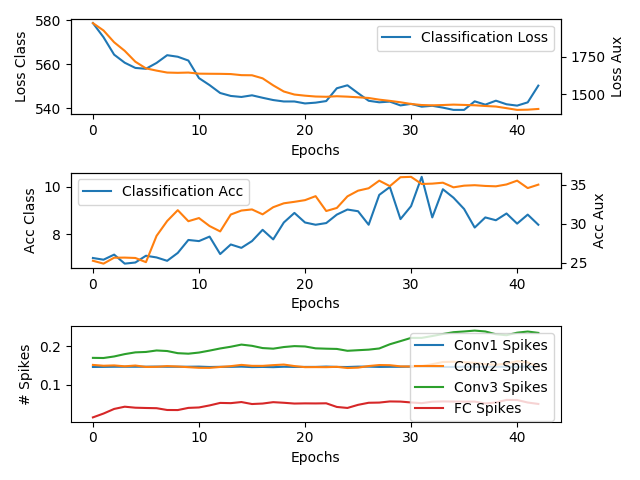 580
560
540
Loss Class
Classification Loss
1750
1500
Loss Aux
0 10 20 30 40
Epochs
10
8
Acc Class
Classification Acc
35
30
25
Acc Aux
0 10 20 30 40
Epochs
0.2
0.1
# Spikes
Conv1 Spikes
Conv2 Spikes
Conv3 Spikes
FC Spikes
0 10 20 30 40
Epochs